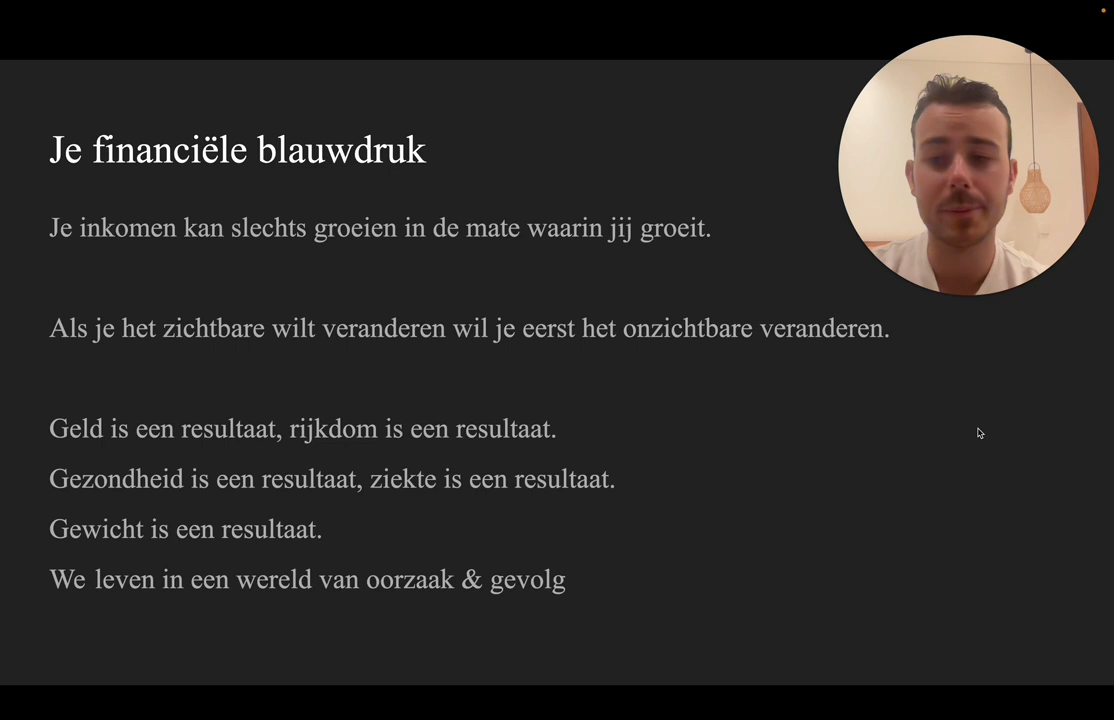 Je financiële blauwdruk
Je inkomen kan slechts groeien in de mate waarin jij groeit.
Als je het zichtbare wilt veranderen wil je eerst het onzichtbare veranderen.
Geld is een resultaat, rijkdom is een resultaat.
Gezondheid is een resultaat, ziekte is een resultaat.
Gewicht is een resultaat.
We leven in een wereld van oorzaak & gevolg